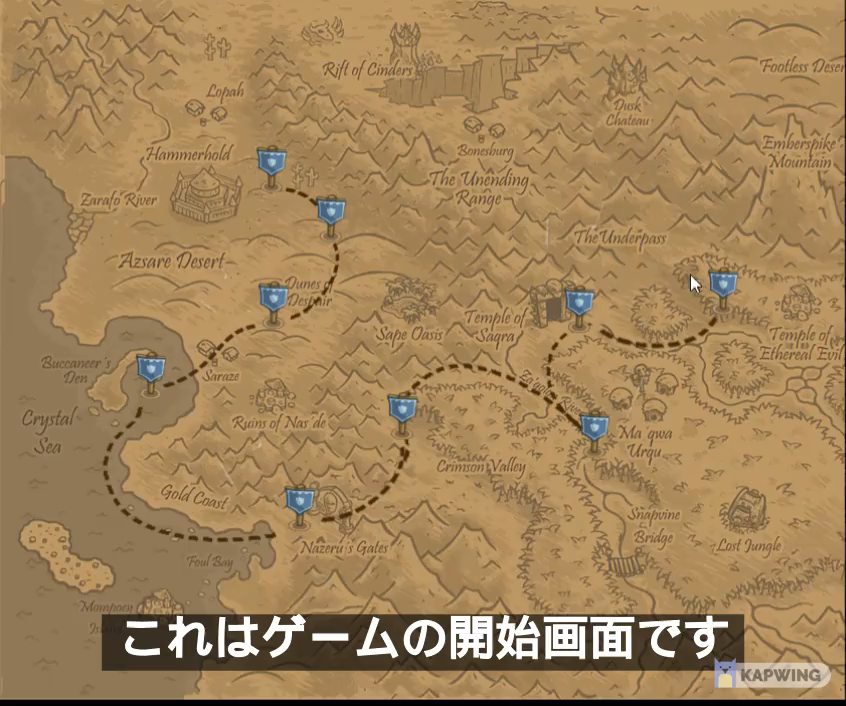 Rift of Cinders
Footless Deser
Lopah
Dusk
Chateau
Hammerhold
Bonesburg
Emberspike
Mountain
The Unending
Range
Zarafo River
The Underpass
Azsare Desert
Dunes of
Despair
Sape Oasis
Temple of
Saqra
Temple of
Ethereal Evil
Buccaneer's
Den
Saraze
Crystal
Sea
Ruins of Nas'de
Ma'qwa
Urqu
Crimson Valley
Gold Coast
Snapvine
Bridge
Lost Jungle
Nazeru's Gates
Foul Bay
これはゲームの開始画面です
KAPWING